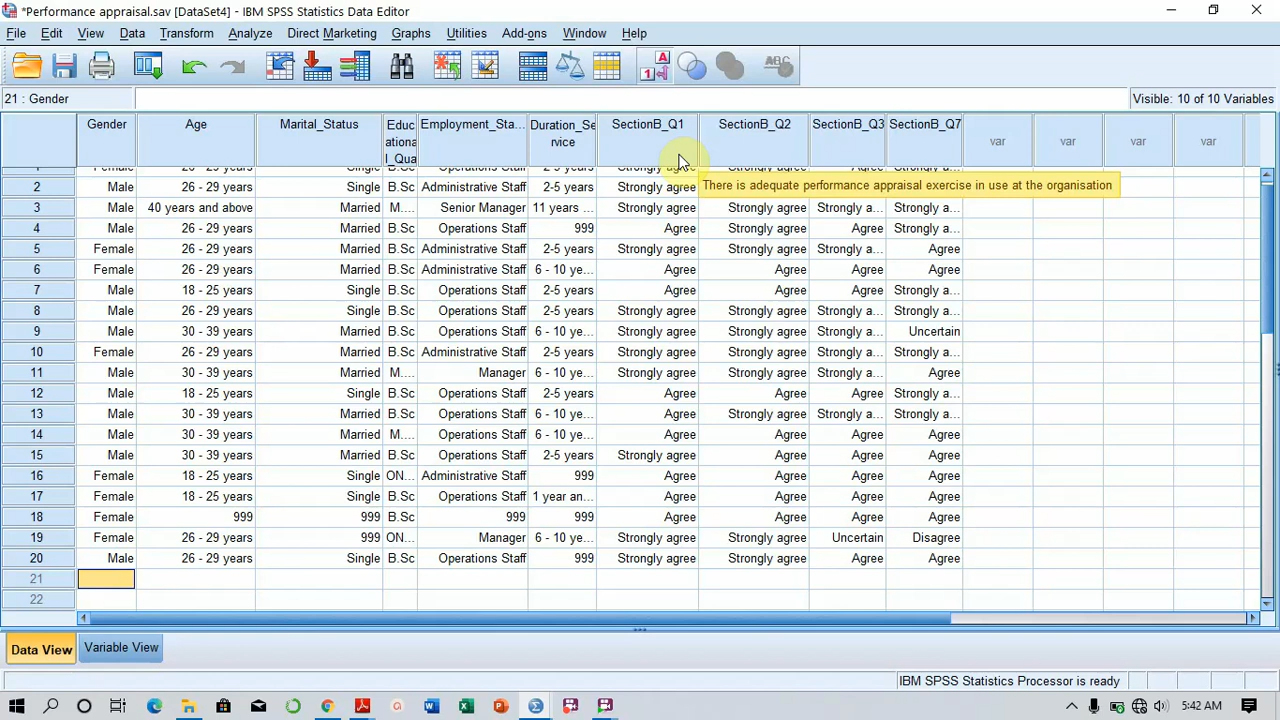 *Performance appraisal.sav [DataSet4] - IBM SPSS Statistics Data Editor
File Edit View Data Transform Analyze Direct Marketing Graphs Utilities Add-ons Window Help
21 : Gender
Visible: 10 of 10 Variables
Gender Age Marital_Status Educational_Qua Employment_Sta... Duration_Service SectionB_Q1 SectionB_Q2 SectionB_Q3 SectionB_Q7 var var var var
There is adequate performance appraisal exercise in use at the organisation
2 Male 26 - 29 years Single B.Sc Administrative Staff 2-5 years Strongly
3 Male 40 years and above Married M.... Senior Manager 11 years ... Strongly agree Strongly agree Strongly a... Strongly a...
4 Male 26 - 29 years Married B.Sc Operations Staff 999 Agree Strongly agree Agree Strongly a...
5 Female 26 - 29 years Married B.Sc Administrative Staff 2-5 years Strongly agree Strongly agree Strongly a... Agree
6 Female 26 - 29 years Married B.Sc Administrative Staff 6 - 10 ye... Agree Agree Agree Agree
7 Male 18 - 25 years Single B.Sc Operations Staff 2-5 years Agree Agree Agree Strongly a...
8 Male 26 - 29 years Single B.Sc Operations Staff 2-5 years Strongly agree Strongly agree Strongly a... Strongly a...
9 Male 30 - 39 years Married B.Sc Operations Staff 6 - 10 ye... Strongly agree Strongly agree Strongly a... Uncertain
10 Female 26 - 29 years Married B.Sc Administrative Staff 2-5 years Strongly agree Strongly agree Strongly a... Strongly a...
11 Male 30 - 39 years Married M.... Manager 6 - 10 ye... Strongly agree Strongly agree Strongly a... Agree
12 Male 18 - 25 years Single B.Sc Operations Staff 2-5 years Agree Agree Agree Strongly a...
13 Male 30 - 39 years Married B.Sc Operations Staff 6 - 10 ye... Agree Strongly agree Strongly a... Strongly a...
14 Male 30 - 39 years Married M.... Operations Staff 6 - 10 ye... Agree Agree Agree Agree
15 Male 30 - 39 years Married B.Sc Operations Staff 2-5 years Strongly agree Agree Agree Agree
16 Female 18 - 25 years Single ON... Administrative Staff 999 Agree Agree Agree Agree
17 Female 18 - 25 years Single B.Sc Operations Staff 1 year an... Agree Agree Agree Agree
18 Female 999 999 B.Sc 999 999 Agree Agree Agree Agree
19 Female 26 - 29 years 999 ON... Manager 6 - 10 ye... Strongly agree Strongly agree Uncertain Disagree
20 Male 26 - 29 years Single B.Sc Operations Staff 999 Strongly agree Strongly agree Agree Agree
21
22
Data View Variable View
IBM SPSS Statistics Processor is ready
5:42 AM